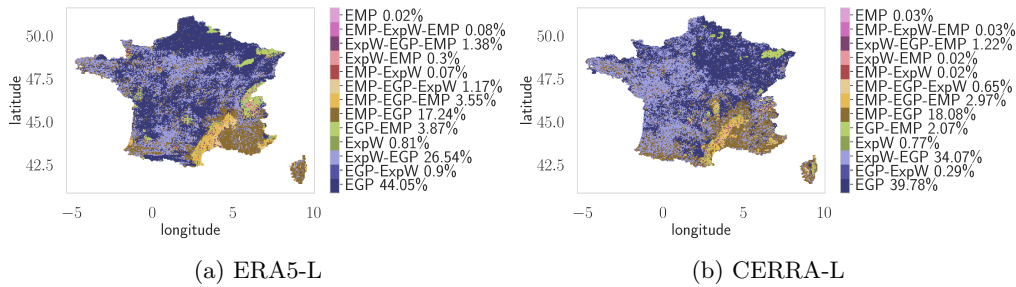 EMP 0.02%
EMP-ExpW-EMP 0.08%
ExpW-EGP-EMP 1.38%
ExpW-EMP 0.3%
EMP-ExpW 0.07%
EMP-EGP-ExpW 1.17%
EMP-EGP-EMP 3.55%
EMP-EGP 17.24%
EGP-EMP 3.87%
ExpW 0.81%
ExpW-EGP 26.54%
EGP-ExpW 0.9%
EGP 44.05%
50.0
47.5
45.0
42.5
latitude
−5 0 5 10
longitude
(a) ERA5-L
EMP 0.03%
EMP-ExpW-EMP 0.03%
ExpW-EGP-EMP 1.22%
ExpW-EMP 0.02%
EMP-ExpW 0.02%
EMP-EGP-ExpW 0.65%
EMP-EGP-EMP 2.97%
EMP-EGP 18.08%
EGP-EMP 2.07%
ExpW 0.77%
ExpW-EGP 34.07%
EGP-ExpW 0.29%
EGP 39.78%
50.0
47.5
45.0
42.5
latitude
−5 0 5 10
longitude
(b) CERRA-L